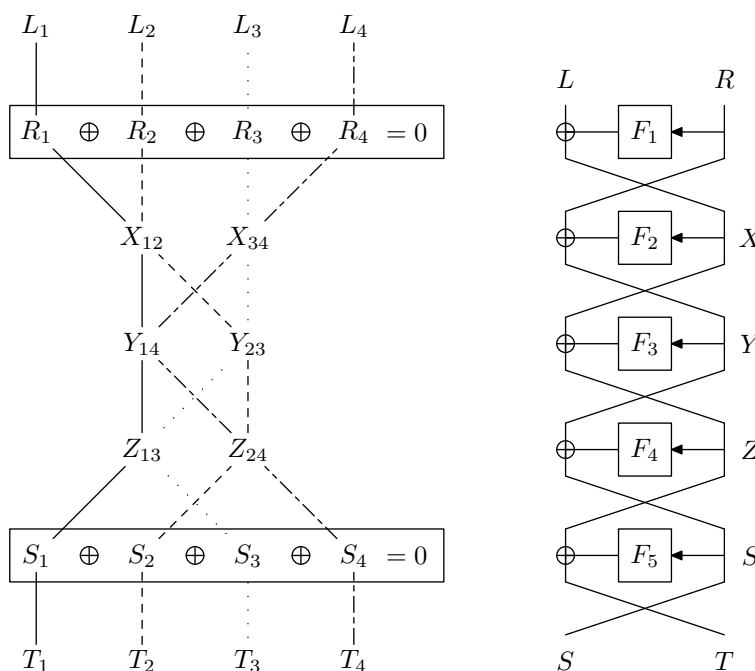 L₁ L₂ L₃ L₄
L R
R₁ ⊕ R₂ ⊕ R₃ ⊕ R₄ = 0
F₁
X₁₂ X₃₄
F₂ X
Y₁₄ Y₂₃
F₃ Y
Z₁₃ Z₂₄
F₄ Z
S₁ ⊕ S₂ ⊕ S₃ ⊕ S₄ = 0
F₅ S
T₁ T₂ T₃ T₄
S T